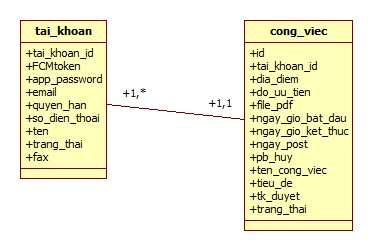 tai_khoan
+tai_khoan_id
+FCMtoken
+app_password
+email
+quyen_han
+so_dien_thoai
+ten
+trang_thai
+fax
+1,*
+1,1
cong_viec
+id
+tai_khoan_id
+dia_diem
+do_uu_tien
+file_pdf
+ngay_gio_bat_dau
+ngay_gio_ket_thuc
+ngay_post
+pb_huy
+ten_cong_viec
+tieu_de
+tk_duyet
+trang_thai